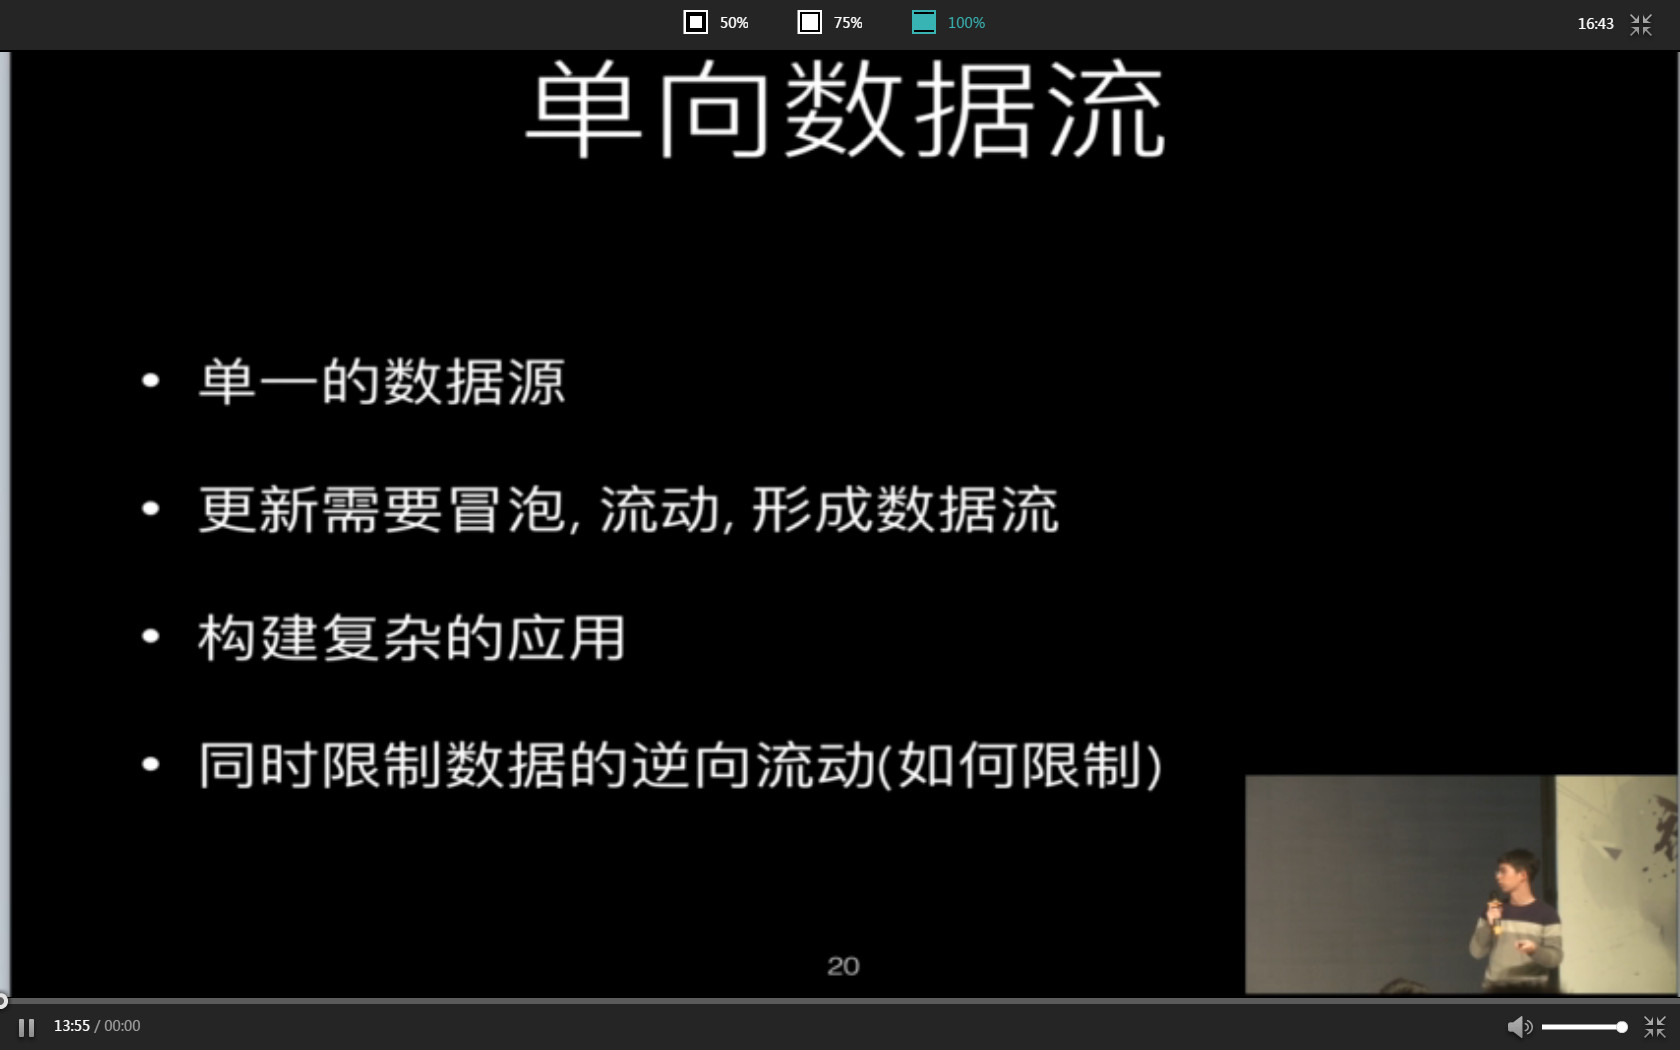 50% 75% 100% 16:43
单向数据流
• 单一的数据源
• 更新需要冒泡, 流动, 形成数据流
• 构建复杂的应用
• 同时限制数据的逆向流动(如何限制)
20
13:55 / 00:00